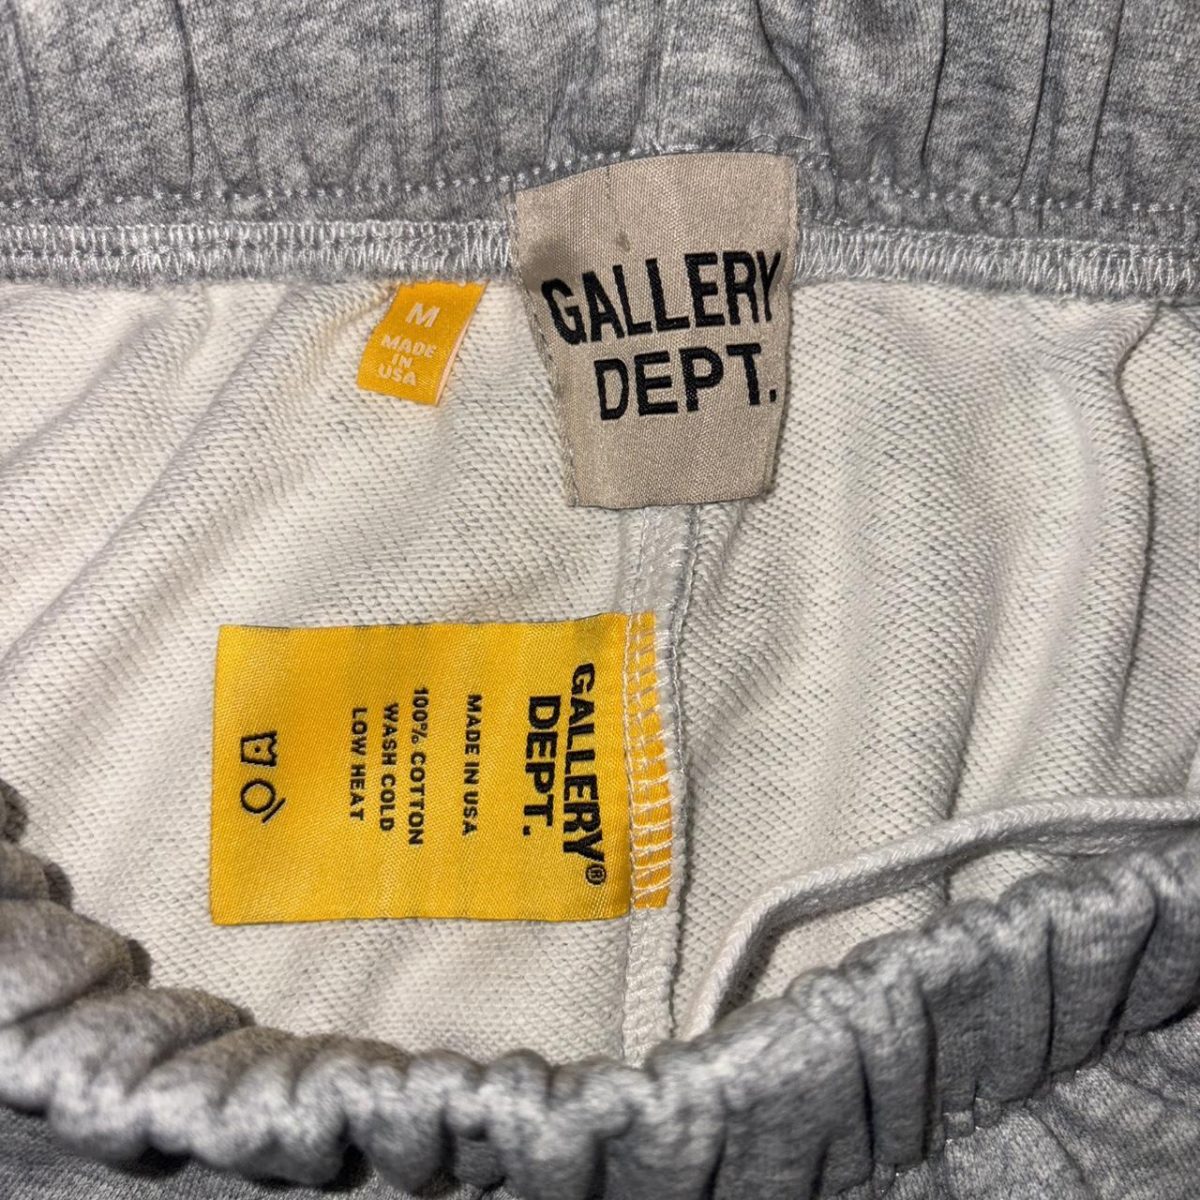 GALLERY
DEPT.
M
MADE
IN
USA
GALLERY®
DEPT.
MADE IN USA
100% COTTON
WASH COLD
LOW HEAT